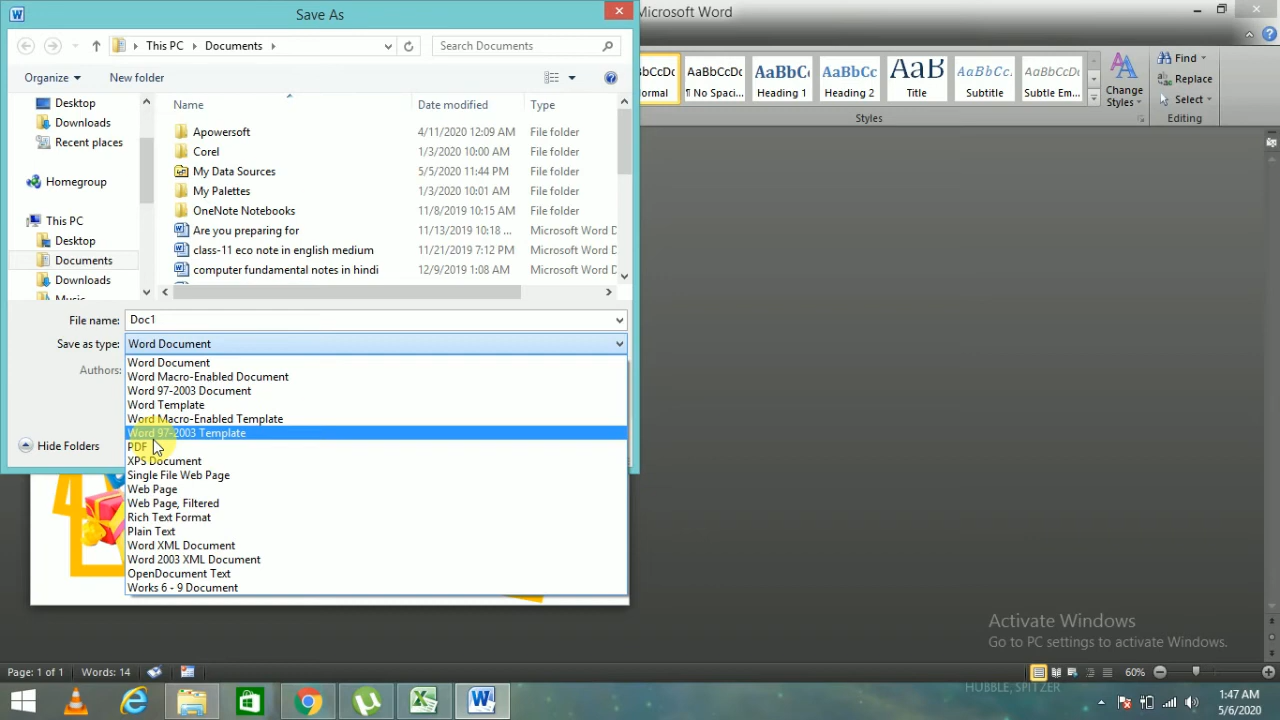 Save As
Microsoft Word
This PC
Documents
Search Documents
Organize
New folder
Find
Replace
Select
Editing
AaBbCcDc
ormal
AaBbCcDc
¶ No Spaci...
AaBbC
Heading 1
AaBbCc
Heading 2
AaB
Title
AaBbCc.
Subtitle
AaBbCcDc
Subtle Em...
Change
Styles
Styles
Name
Date modified
Type
Desktop
Downloads
Recent places
Homegroup
This PC
Desktop
Documents
Downloads
Music
Apowersoft 4/11/2020 12:09 AM File folder
Corel 1/3/2020 10:00 AM File folder
My Data Sources 5/5/2020 11:44 PM File folder
My Palettes 1/3/2020 10:01 AM File folder
OneNote Notebooks 11/8/2019 10:15 AM File folder
Are you preparing for 11/13/2019 10:18 ... Microsoft Word D
class-11 eco note in english medium 11/21/2019 7:12 PM Microsoft Word D
computer fundamental notes in hindi 12/9/2019 1:08 AM Microsoft Word D
File name: Doc1
Save as type: Word Document
Authors:
Hide Folders
Word Document
Word Macro-Enabled Document
Word 97-2003 Document
Word Template
Word Macro-Enabled Template
Word 97-2003 Template
PDF
XPS Document
Single File Web Page
Web Page
Web Page, Filtered
Rich Text Format
Plain Text
Word XML Document
Word 2003 XML Document
OpenDocument Text
Works 6 - 9 Document
Activate Windows
Go to PC settings to activate Windows.
Page: 1 of 1
Words: 14
60%
HUBBLE, SPITZER
1:47 AM
5/6/2020